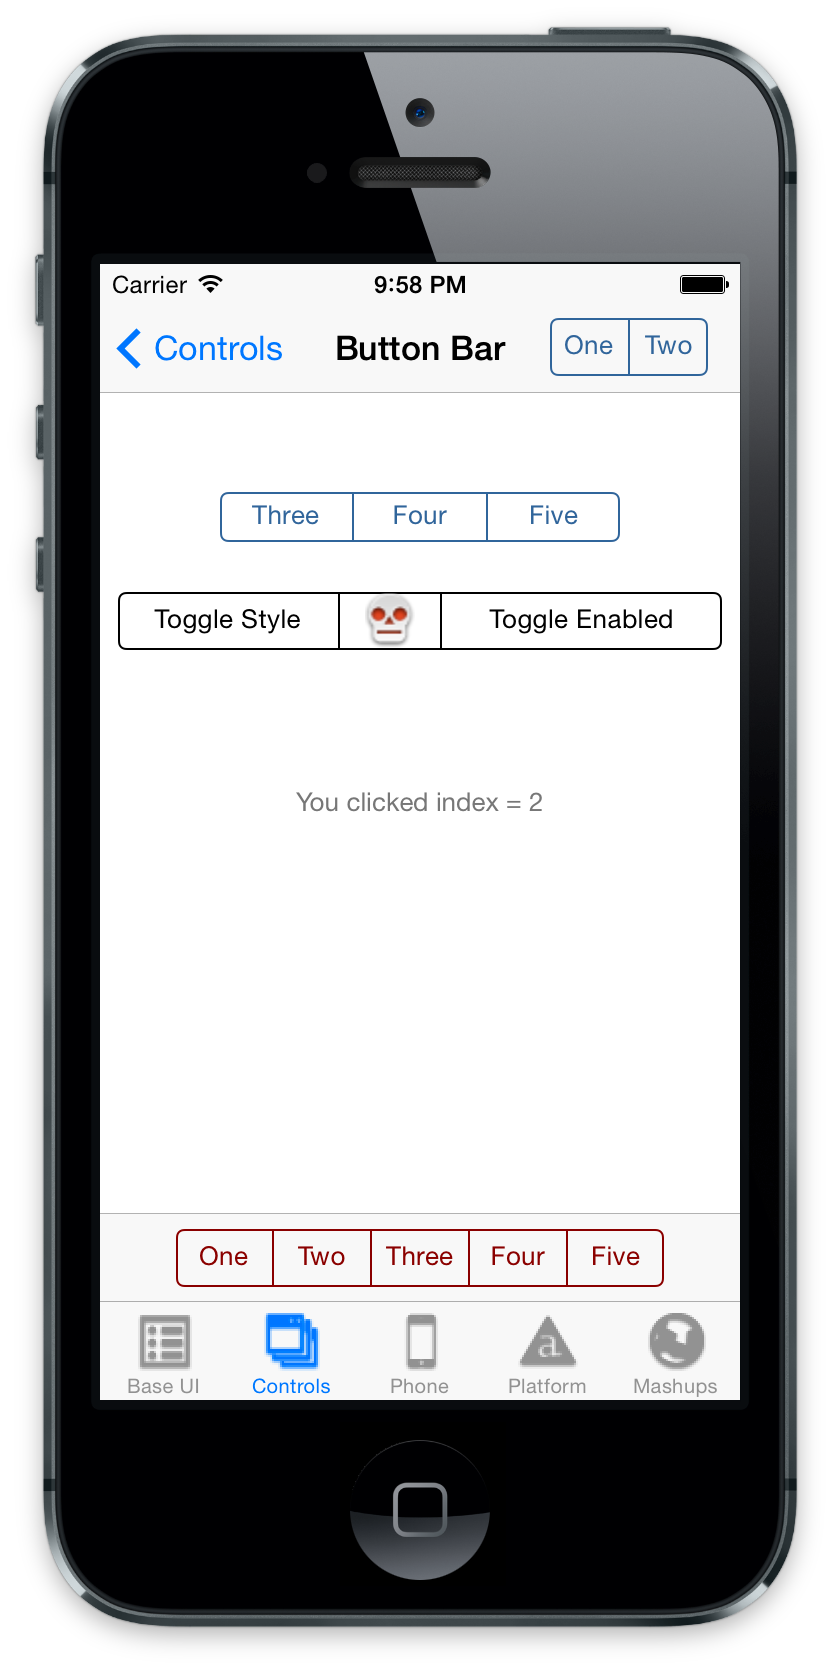 Carrier 9:58 PM
Controls Button Bar One Two
Three Four Five
Toggle Style Toggle Enabled
You clicked index = 2
One Two Three Four Five
a
Base UI Controls Phone Platform Mashups